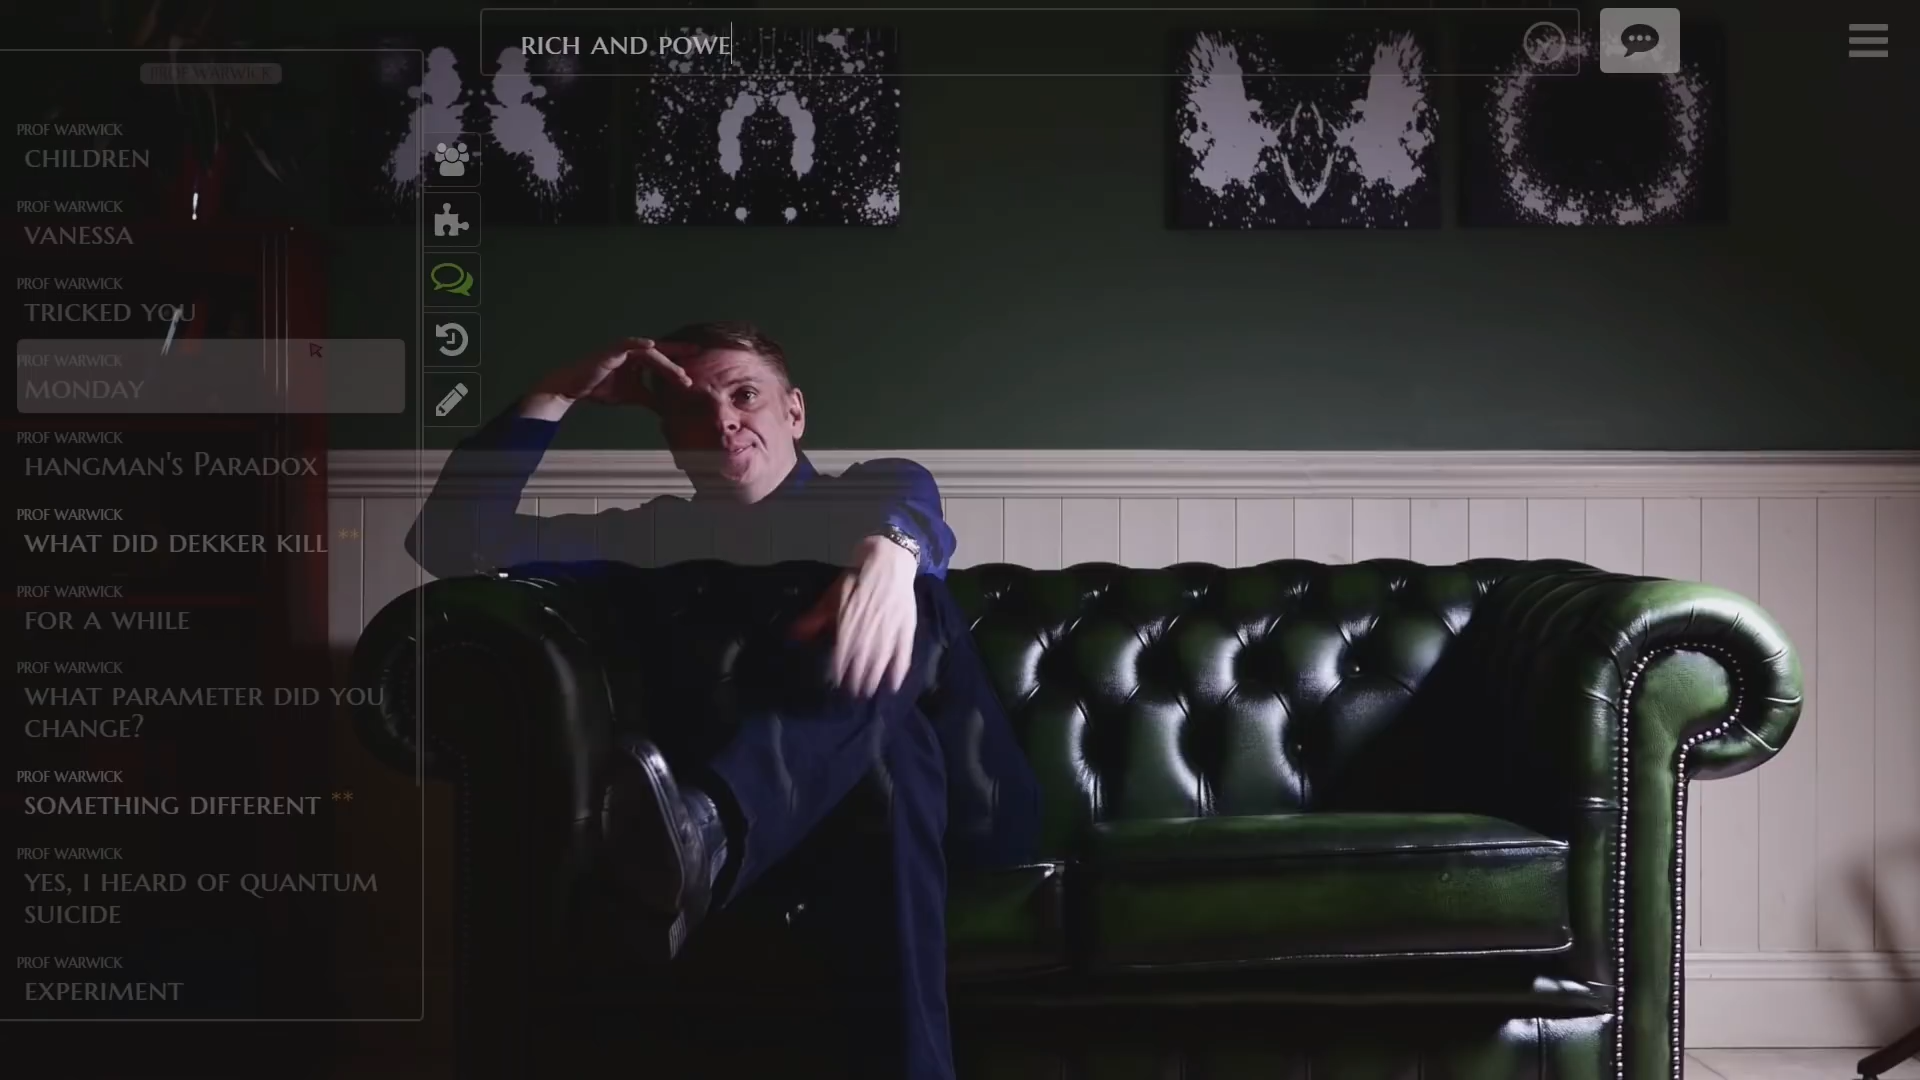 RICH AND POWE
PROF WARWICK
PROF WARWICK
CHILDREN
PROF WARWICK
VANESSA
PROF WARWICK
TRICKED YOU
PROF WARWICK
MONDAY
PROF WARWICK
HANGMAN'S PARADOX
PROF WARWICK
WHAT DID DEKKER KILL **
PROF WARWICK
FOR A WHILE
PROF WARWICK
WHAT PARAMETER DID YOU
CHANGE?
PROF WARWICK
SOMETHING DIFFERENT **
PROF WARWICK
YES, I HEARD OF QUANTUM
SUICIDE
PROF WARWICK
EXPERIMENT